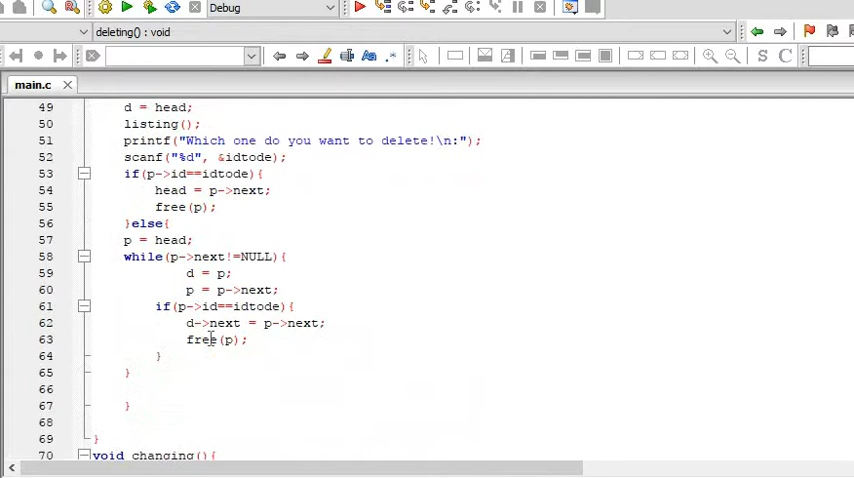 Debug
deleting() : void
Aa .*
S C
main.c
49 d = head;
50 listing();
51 printf("Which one do you want to delete!\n:");
52 scanf("%d", &idtode);
53 if(p->id==idtode){
54 head = p->next;
55 free(p);
56 }else{
57 p = head;
58 while(p->next!=NULL){
59 d = p;
60 p = p->next;
61 if(p->id==idtode){
62 d->next = p->next;
63 free(p);
64 }
65 }
66
67 }
68
69 }
70 void changing(){